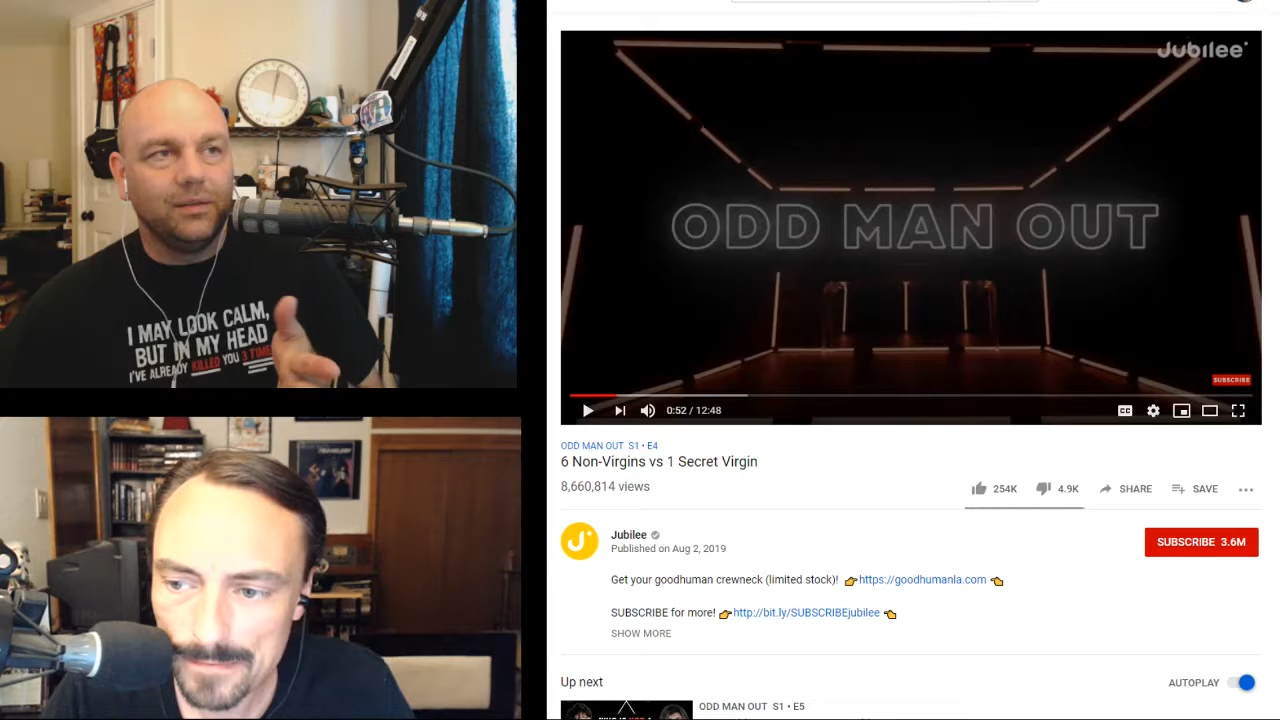 I MAY LOOK CALM,
BUT IN MY HEAD
I'VE ALREADY KILLED YOU 3 TIMES
Jubilee
ODD MAN OUT
SUBSCRIBE
0:52 / 12:48
CC
ODD MAN OUT S1 • E4
6 Non-Virgins vs 1 Secret Virgin
8,660,814 views
254K
4.9K
SHARE
SAVE
Jubilee
Published on Aug 2, 2019
SUBSCRIBE 3.6M
Get your goodhuman crewneck (limited stock)! 👉https://goodhumanla.com 👈
SUBSCRIBE for more! 👉http://bit.ly/SUBSCRIBEjubilee 👈
SHOW MORE
Up next
AUTOPLAY
ODD MAN OUT S1 • E5